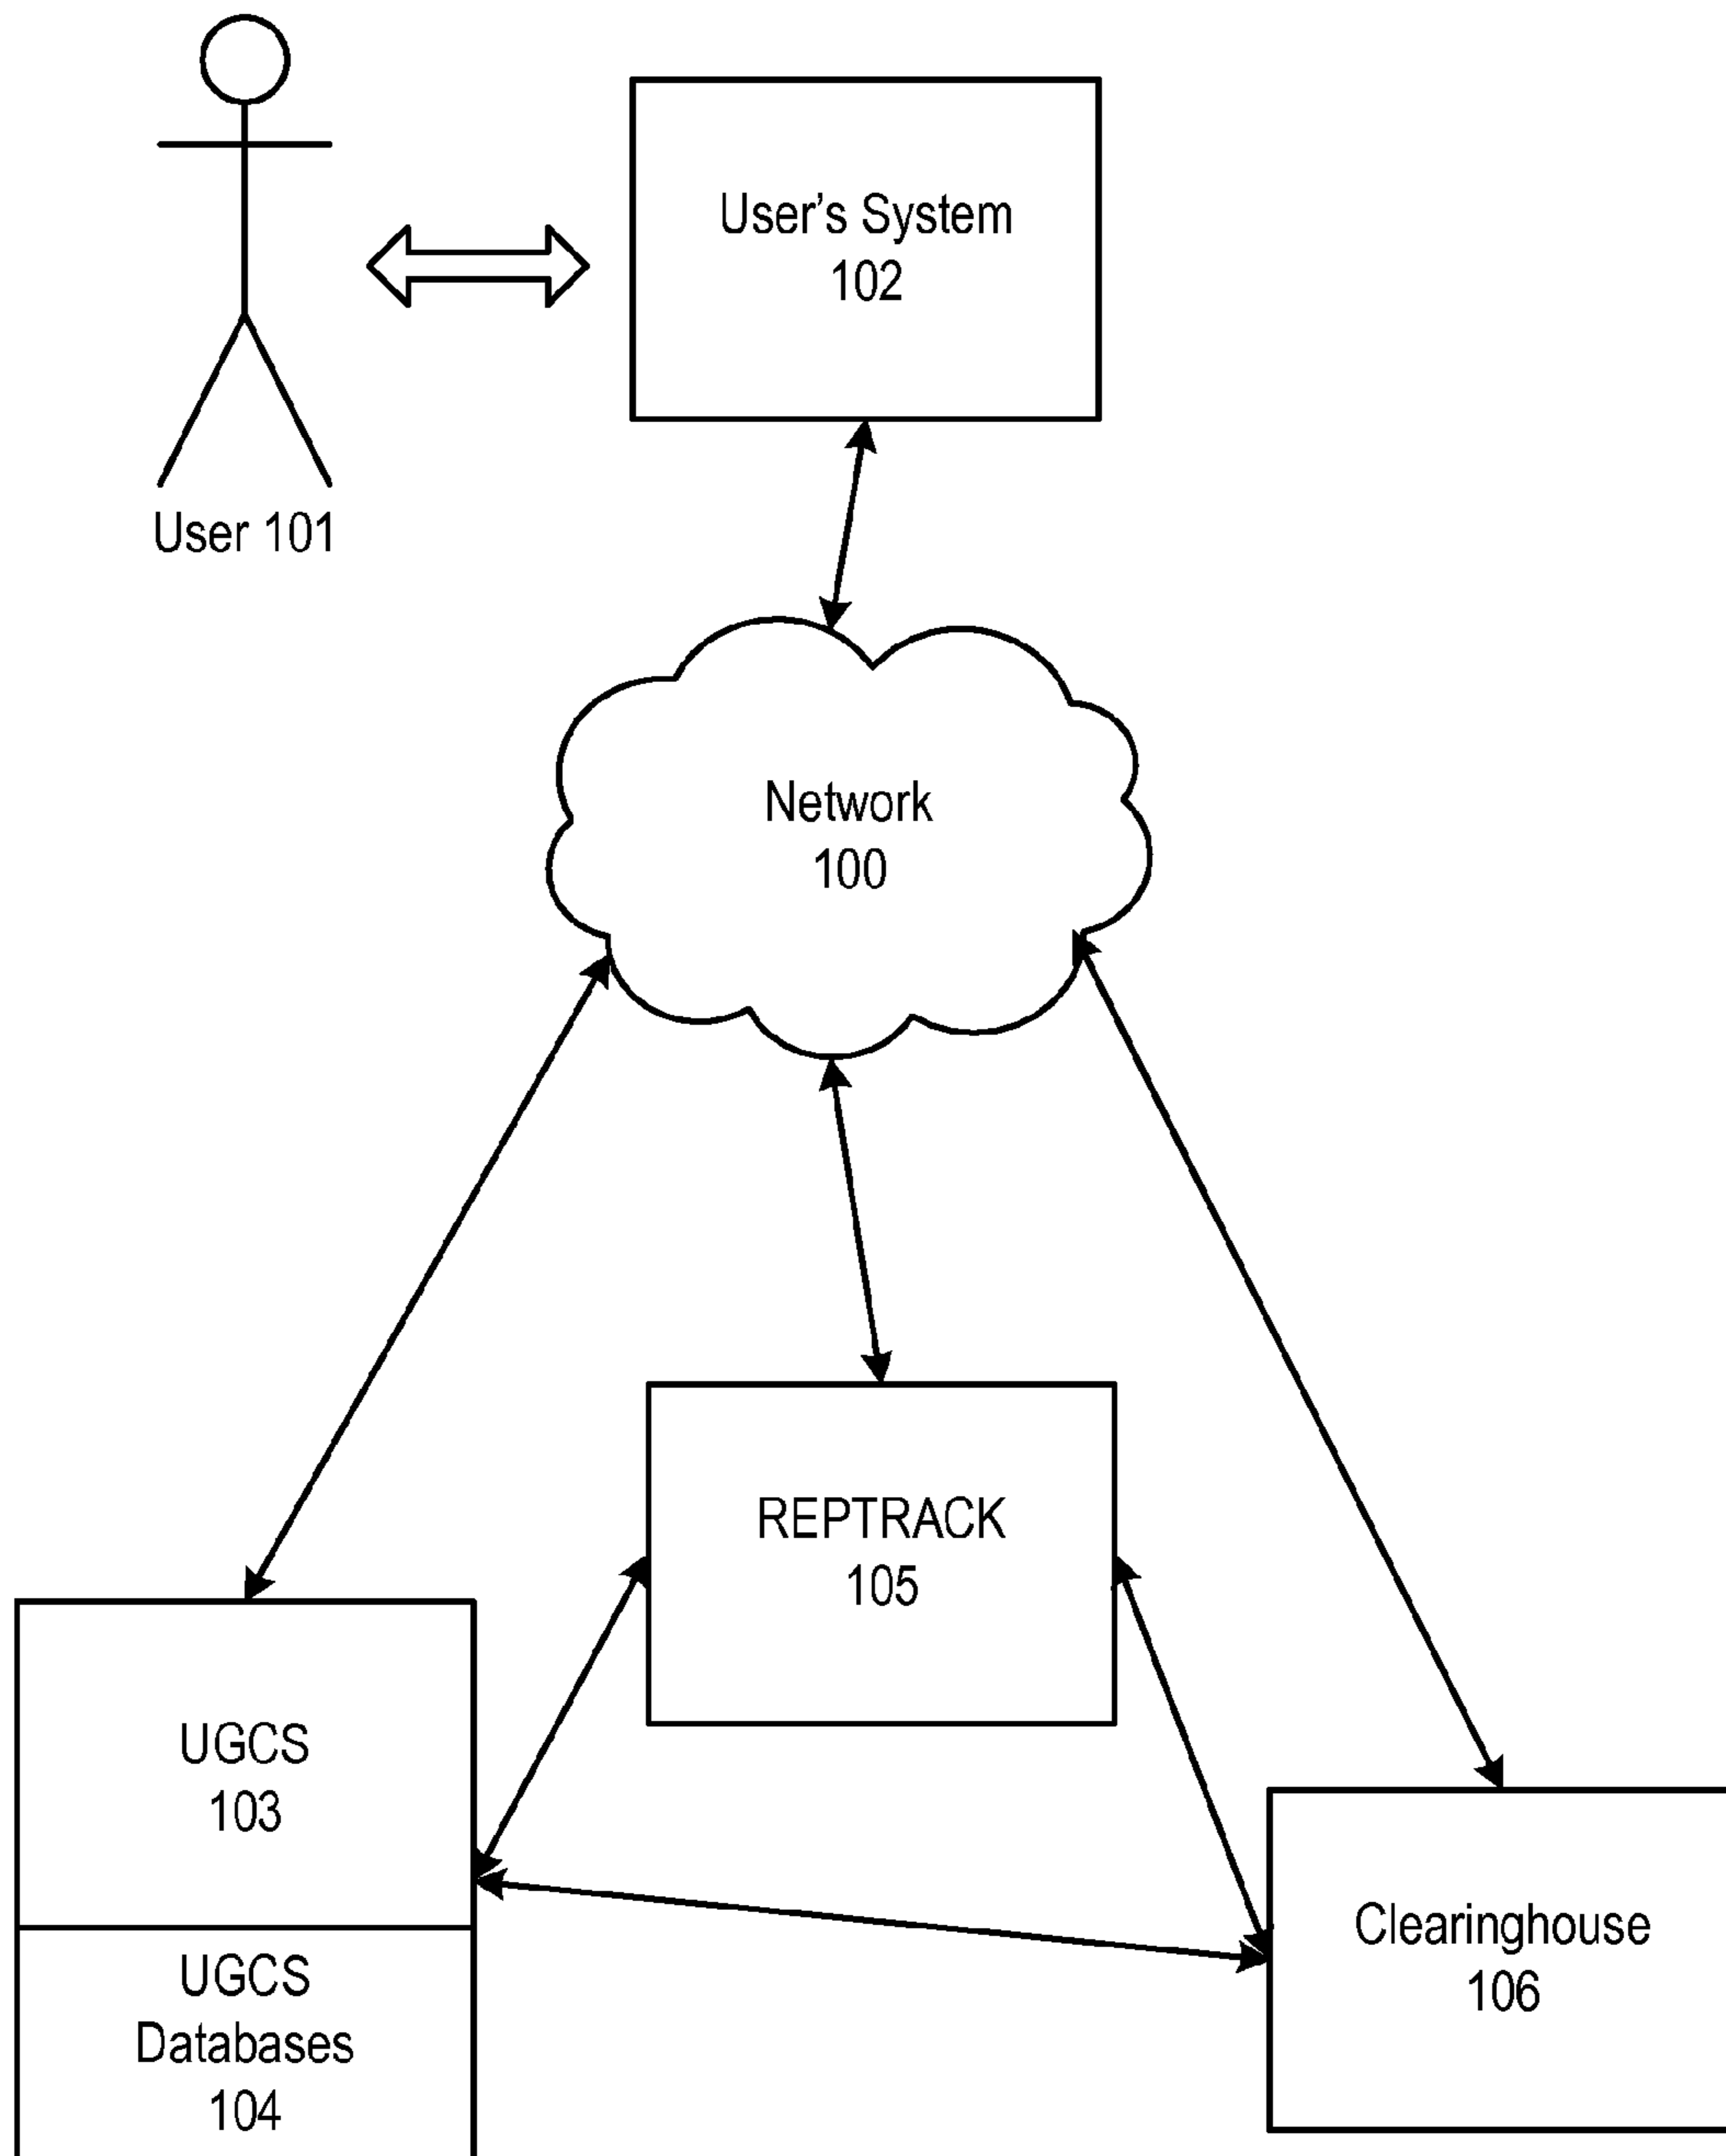 User's System
102
User 101
Network
100
REPTRACK
105
UGCS
103
UGCS
Databases
104
Clearinghouse
106